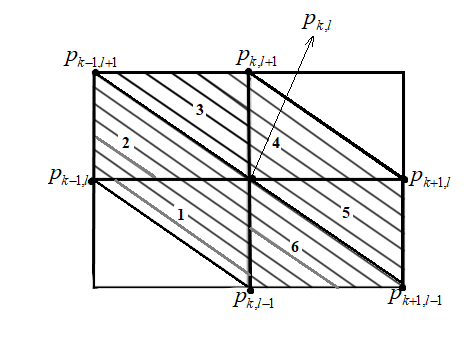 p_{k,l}
p_{k-1,l+1} p_{k,l+1}
3
2 4
p_{k-1,l} p_{k+1,l}
1 5
6
p_{k,l-1} p_{k+1,l-1}